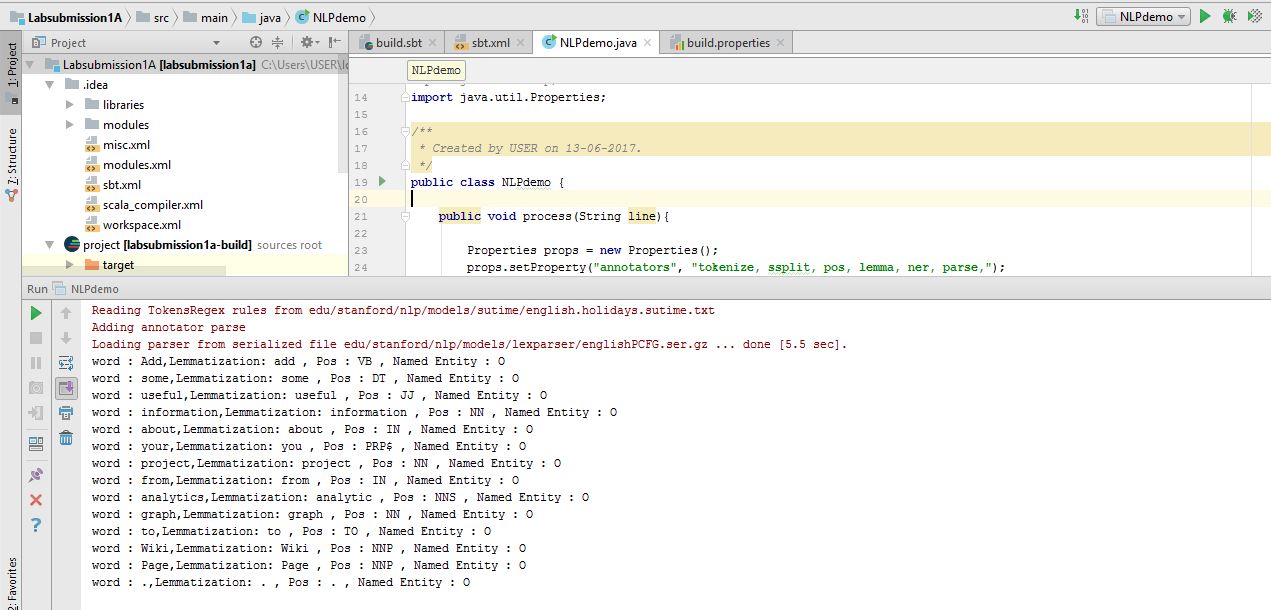 Labsubmission1A src main java NLPdemo NLPdemo
Project
build.sbt sbt.xml NLPdemo.java build.properties
1: Project
7: Structure
2: Favorites
Labsubmission1A [labsubmission1a] C:\Users\USER\
.idea
libraries
modules
misc.xml
modules.xml
sbt.xml
scala_compiler.xml
workspace.xml
project [labsubmission1a-build] sources root
target
NLPdemo
14 import java.util.Properties;
15
16 /**
17 * Created by USER on 13-06-2017.
18 */
19 public class NLPdemo {
20
21 public void process(String line){
22
23 Properties props = new Properties();
24 props.setProperty("annotators", "tokenize, ssplit, pos, lemma, ner, parse,");
Run NLPdemo
Reading TokensRegex rules from edu/stanford/nlp/models/sutime/english.holidays.sutime.txt
Adding annotator parse
Loading parser from serialized file edu/stanford/nlp/models/lexparser/englishPCFG.ser.gz ... done [5.5 sec].
word : Add,Lemmatization: add , Pos : VB , Named Entity : O
word : some,Lemmatization: some , Pos : DT , Named Entity : O
word : useful,Lemmatization: useful , Pos : JJ , Named Entity : O
word : information,Lemmatization: information , Pos : NN , Named Entity : O
word : about,Lemmatization: about , Pos : IN , Named Entity : O
word : your,Lemmatization: you , Pos : PRP$ , Named Entity : O
word : project,Lemmatization: project , Pos : NN , Named Entity : O
word : from,Lemmatization: from , Pos : IN , Named Entity : O
word : analytics,Lemmatization: analytic , Pos : NNS , Named Entity : O
word : graph,Lemmatization: graph , Pos : NN , Named Entity : O
word : to,Lemmatization: to , Pos : TO , Named Entity : O
word : Wiki,Lemmatization: Wiki , Pos : NNP , Named Entity : O
word : Page,Lemmatization: Page , Pos : NNP , Named Entity : O
word : .,Lemmatization: . , Pos : . , Named Entity : O